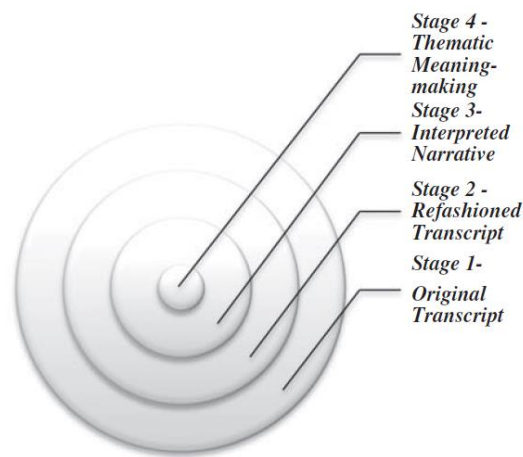 Stage 4 -
Thematic
Meaning-
making
Stage 3-
Interpreted
Narrative
Stage 2 -
Refashioned
Transcript
Stage 1-
Original
Transcript